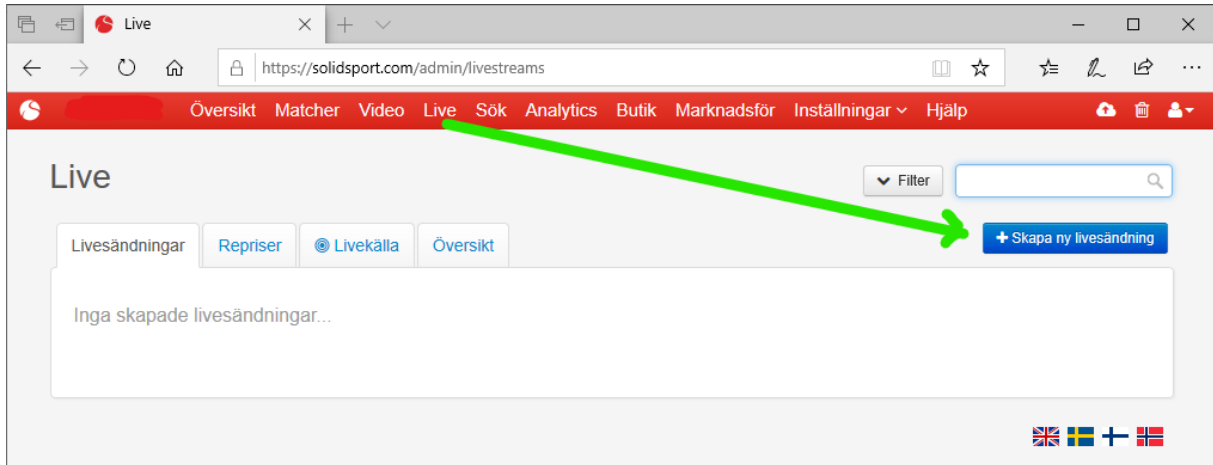 Live
https://solidsport.com/admin/livestreams
Översikt Matcher Video Live Sök Analytics Butik Marknadsför Inställningar Hjälp
Live
Filter
Livesändningar Repriser Livekälla Översikt
+ Skapa ny livesändning
Inga skapade livesändningar...